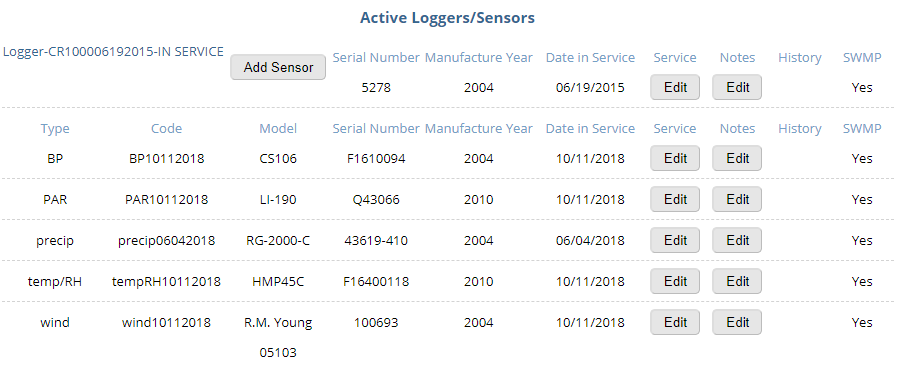 Active Loggers/Sensors
Logger-CR100006192015-IN SERVICE
Add Sensor
Serial Number Manufacture Year Date in Service Service Notes History SWMP
5278 2004 06/19/2015 Edit Edit Yes
Type Code Model Serial Number Manufacture Year Date in Service Service Notes History SWMP
BP BP10112018 CS106 F1610094 2004 10/11/2018 Edit Edit Yes
PAR PAR10112018 LI-190 Q43066 2010 10/11/2018 Edit Edit Yes
precip precip06042018 RG-2000-C 43619-410 2004 06/04/2018 Edit Edit Yes
temp/RH tempRH10112018 HMP45C F16400118 2010 10/11/2018 Edit Edit Yes
wind wind10112018 R.M. Young 100693 2004 10/11/2018 Edit Edit Yes
05103